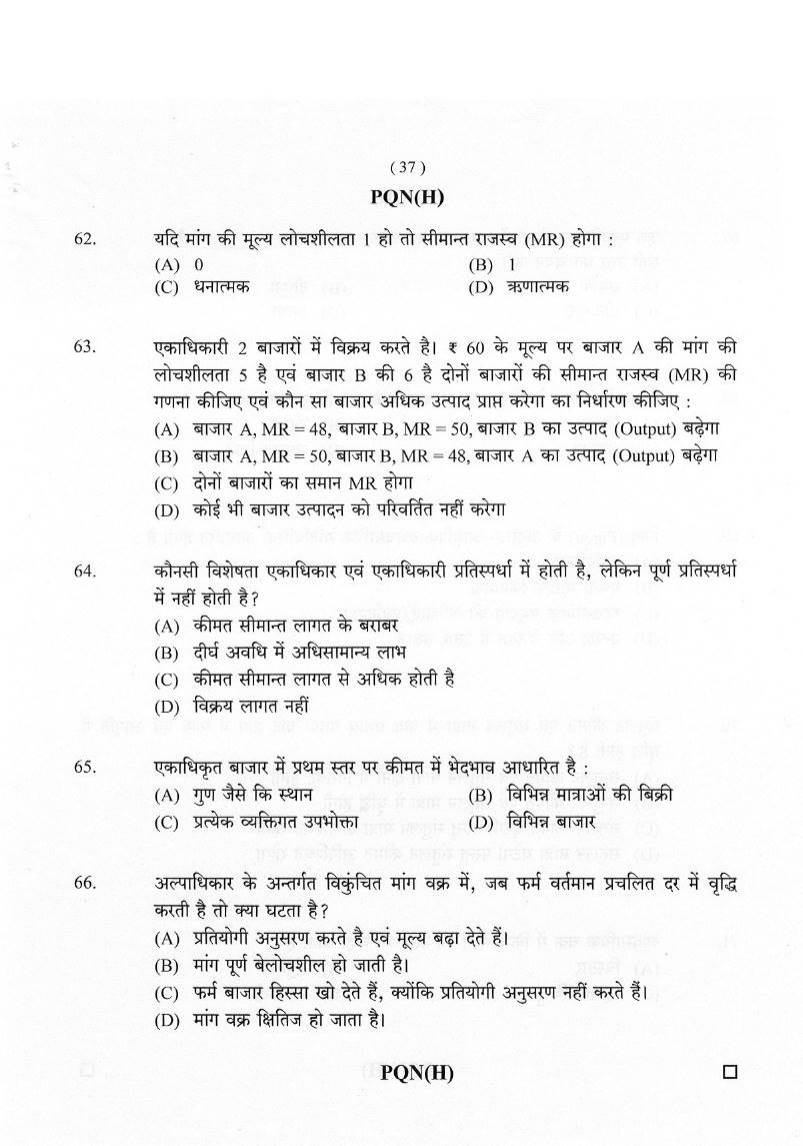 ( 37 )
PQN(H)
62. यदि मांग की मूल्य लोचशीलता 1 हो तो सीमान्त राजस्व (MR) होगा :
(A) 0 (B) 1
(C) धनात्मक (D) ऋणात्मक
63. एकाधिकारी 2 बाजारों में विक्रय करते है। ₹ 60 के मूल्य पर बाजार A की मांग की
लोचशीलता 5 है एवं बाजार B की 6 है दोनों बाजारों की सीमान्त राजस्व (MR) की
गणना कीजिए एवं कौन सा बाजार अधिक उत्पाद प्राप्त करेगा का निर्धारण कीजिए :
(A) बाजार A, MR = 48, बाजार B, MR = 50, बाजार B का उत्पाद (Output) बढ़ेगा
(B) बाजार A, MR = 50, बाजार B, MR = 48, बाजार A का उत्पाद (Output) बढ़ेगा
(C) दोनों बाजारों का समान MR होगा
(D) कोई भी बाजार उत्पादन को परिवर्तित नहीं करेगा
64. कौनसी विशेषता एकाधिकार एवं एकाधिकारी प्रतिस्पर्धा में होती है, लेकिन पूर्ण प्रतिस्पर्धा
में नहीं होती है?
(A) कीमत सीमान्त लागत के बराबर
(B) दीर्घ अवधि में अधिसामान्य लाभ
(C) कीमत सीमान्त लागत से अधिक होती है
(D) विक्रय लागत नहीं
65. एकाधिकृत बाजार में प्रथम स्तर पर कीमत में भेदभाव आधारित है :
(A) गुण जैसे कि स्थान (B) विभिन्न मात्राओं की बिक्री
(C) प्रत्येक व्यक्तिगत उपभोक्ता (D) विभिन्न बाजार
66. अल्पाधिकार के अन्तर्गत विकुंचित मांग वक्र में, जब फर्म वर्तमान प्रचलित दर में वृद्धि
करती है तो क्या घटता है?
(A) प्रतियोगी अनुसरण करते है एवं मूल्य बढ़ा देते हैं।
(B) मांग पूर्ण बेलोचशील हो जाती है।
(C) फर्म बाजार हिस्सा खो देते हैं, क्योंकि प्रतियोगी अनुसरण नहीं करते हैं।
(D) मांग वक्र क्षितिज हो जाता है।
PQN(H)